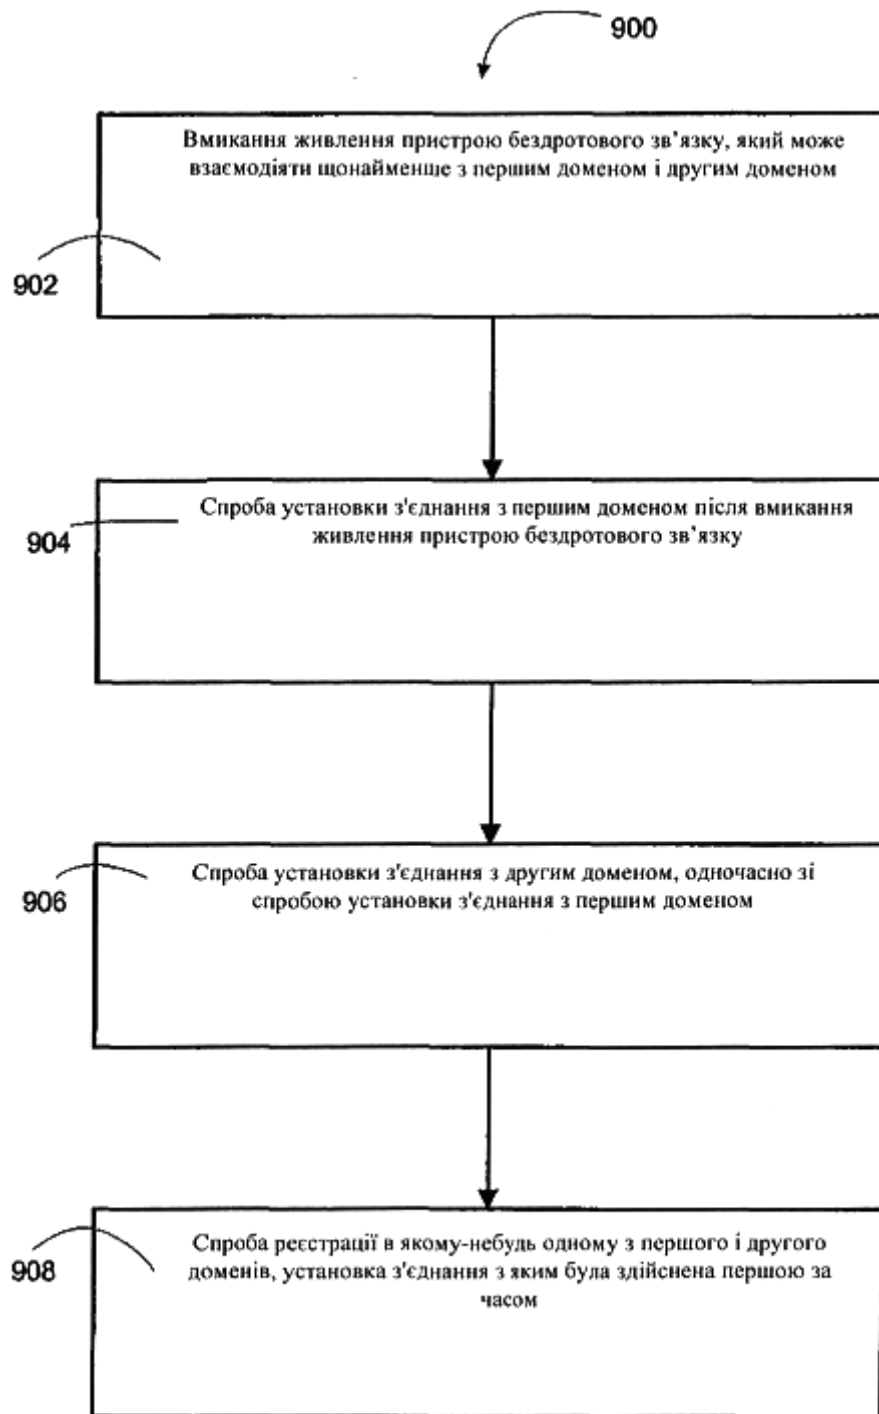 900
Вмикання живлення пристрою бездротового зв’язку, який може
взаємодіяти щонайменше з першим доменом і другим доменом
902
Спроба установки з'єднання з першим доменом після вмикання
живлення пристрою бездротового зв’язку
904
Спроба установки з'єднання з другим доменом, одночасно зі
спробою установки з'єднання з першим доменом
906
Спроба реєстрації в якому-небудь одному з першого і другого
доменів, установка з'єднання з яким була здійснена першою за
часом
908